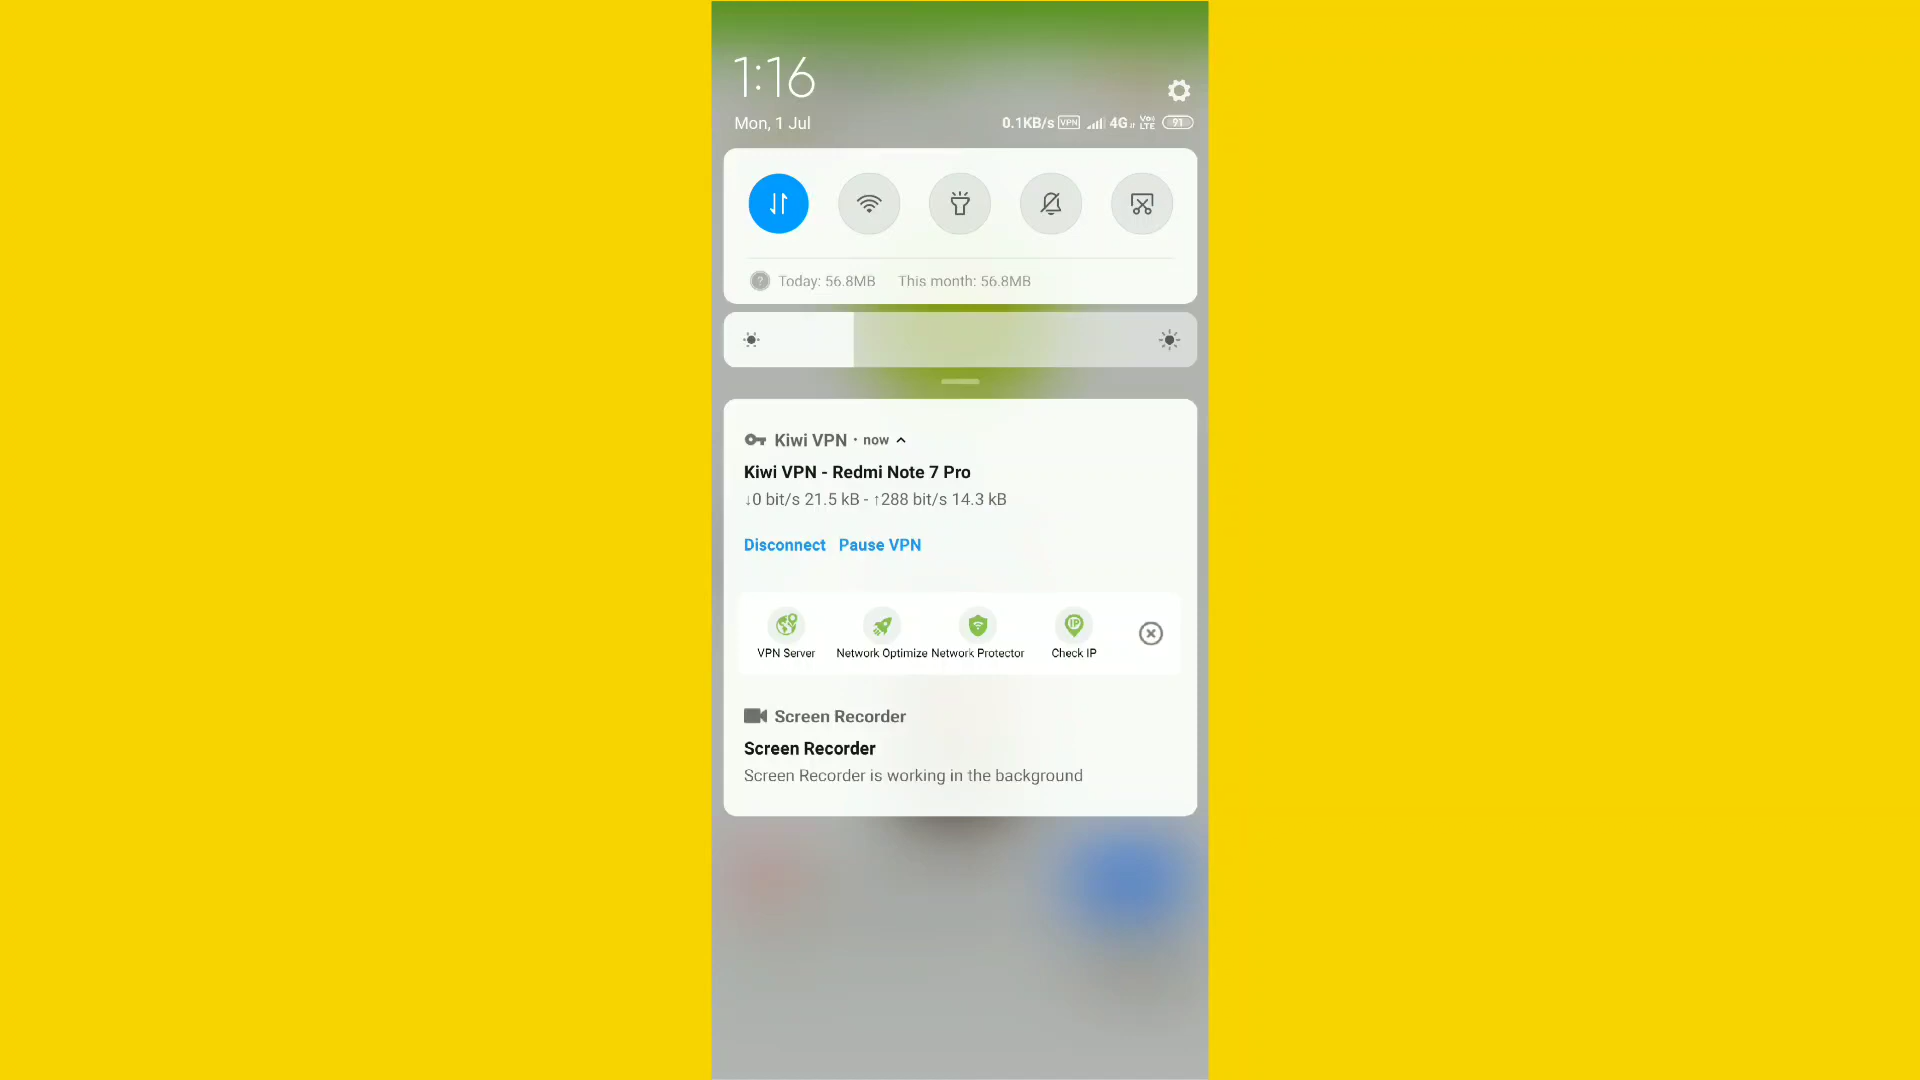 1:16
Mon, 1 Jul
0.1KB/s VPN 4G Vo LTE 91
Today: 56.8MB This month: 56.8MB
Kiwi VPN • now
Kiwi VPN - Redmi Note 7 Pro
↓0 bit/s 21.5 kB - ↑288 bit/s 14.3 kB
Disconnect Pause VPN
VPN Server Network Optimize Network Protector Check IP
Screen Recorder
Screen Recorder
Screen Recorder is working in the background